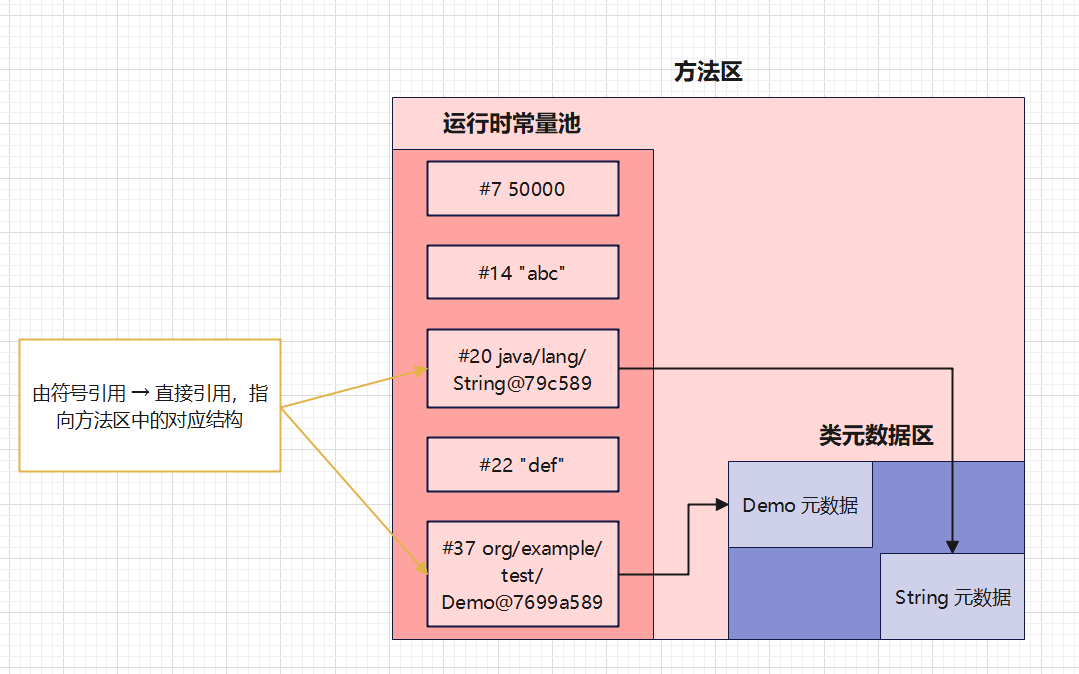 方法区
运行时常量池
#7 50000
#14 "abc"
#20 java/lang/
String@79c589
由符号引用 → 直接引用，指
向方法区中的对应结构
#22 "def"
类元数据区
Demo 元数据
#37 org/example/
test/
Demo@7699a589
String 元数据